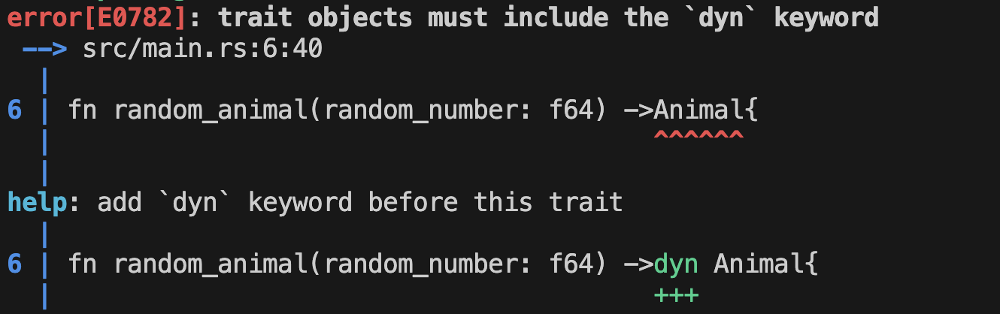 error[E0782]: trait objects must include the `dyn` keyword
 --> src/main.rs:6:40
  |
6 | fn random_animal(random_number: f64) ->Animal{
  |                                        ^^^^^^
  |
help: add `dyn` keyword before this trait
  |
6 | fn random_animal(random_number: f64) ->dyn Animal{
  |                                        +++